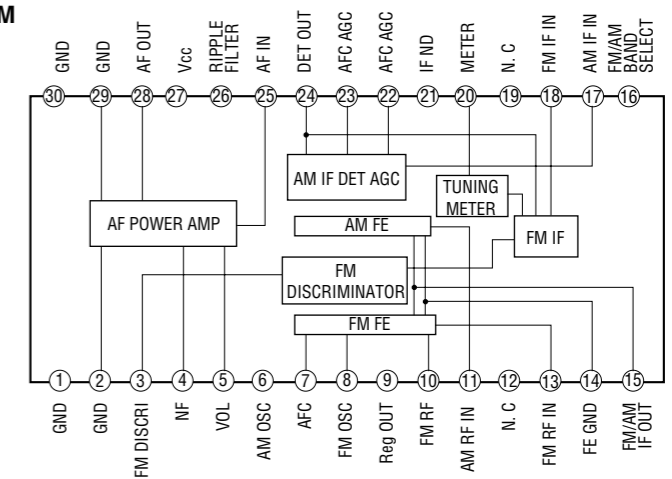 M
GND
GND
AF OUT
Vcc
RIPPLE
FILTER
AF IN
DET OUT
AFC AGC
AFC AGC
IF ND
METER
N. C
FM IF IN
AM IF IN
FM/AM
BAND
SELECT
30
29
28
27
26
25
24
23
22
21
20
19
18
17
16
AM IF DET AGC
TUNING
METER
AF POWER AMP
AM FE
FM IF
FM
DISCRIMINATOR
FM FE
1
2
3
4
5
6
7
8
9
10
11
12
13
14
15
GND
GND
FM DISCRI
NF
VOL
AM OSC
AFC
FM OSC
Reg OUT
FM RF
AM RF IN
N. C
FM RF IN
FE GND
FM/AM
IF OUT